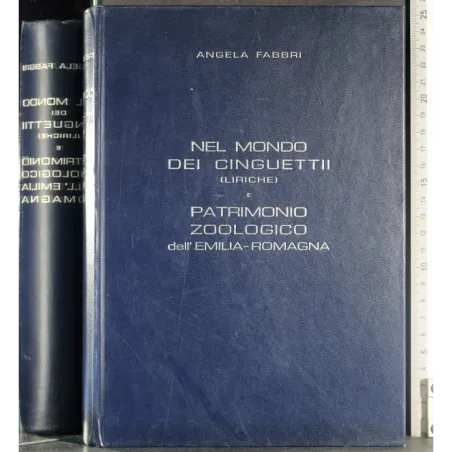 ANGELA FABBRI
NEL MONDO
DEI CINGUETTII
(LIRICHE)
E
PATRIMONIO
ZOOLOGICO
dell'EMILIA-ROMAGNA